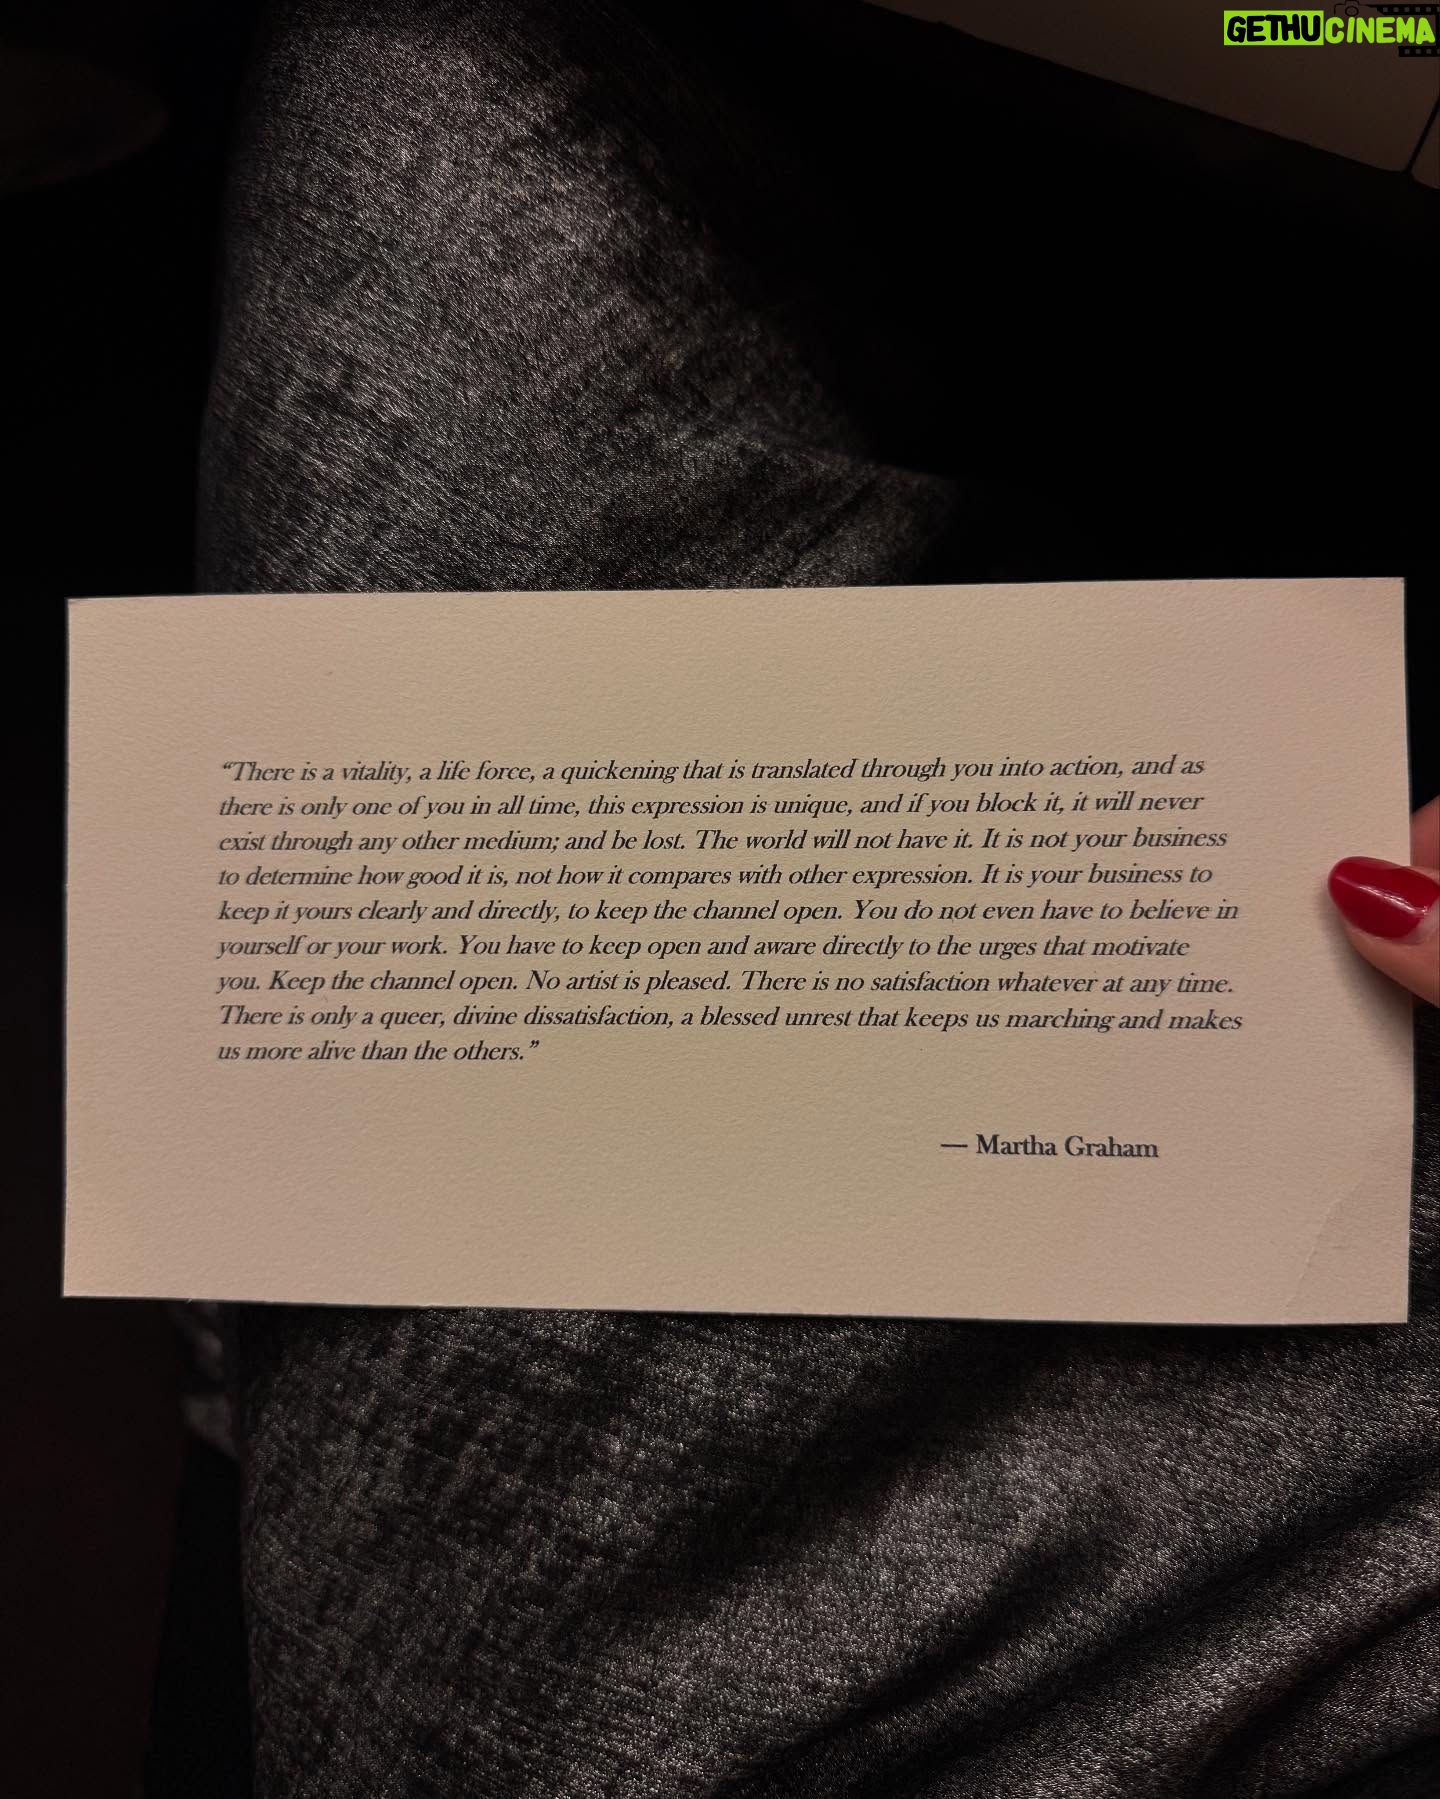 GETHUCINEMA
“There is a vitality, a life force, a quickening that is translated through you into action, and as
there is only one of you in all time, this expression is unique, and if you block it, it will never
exist through any other medium; and be lost. The world will not have it. It is not your business
to determine how good it is, not how it compares with other expression. It is your business to
keep it yours clearly and directly, to keep the channel open. You do not even have to believe in
yourself or your work. You have to keep open and aware directly to the urges that motivate
you. Keep the channel open. No artist is pleased. There is no satisfaction whatever at any time.
There is only a queer, divine dissatisfaction, a blessed unrest that keeps us marching and makes
us more alive than the others.”
— Martha Graham